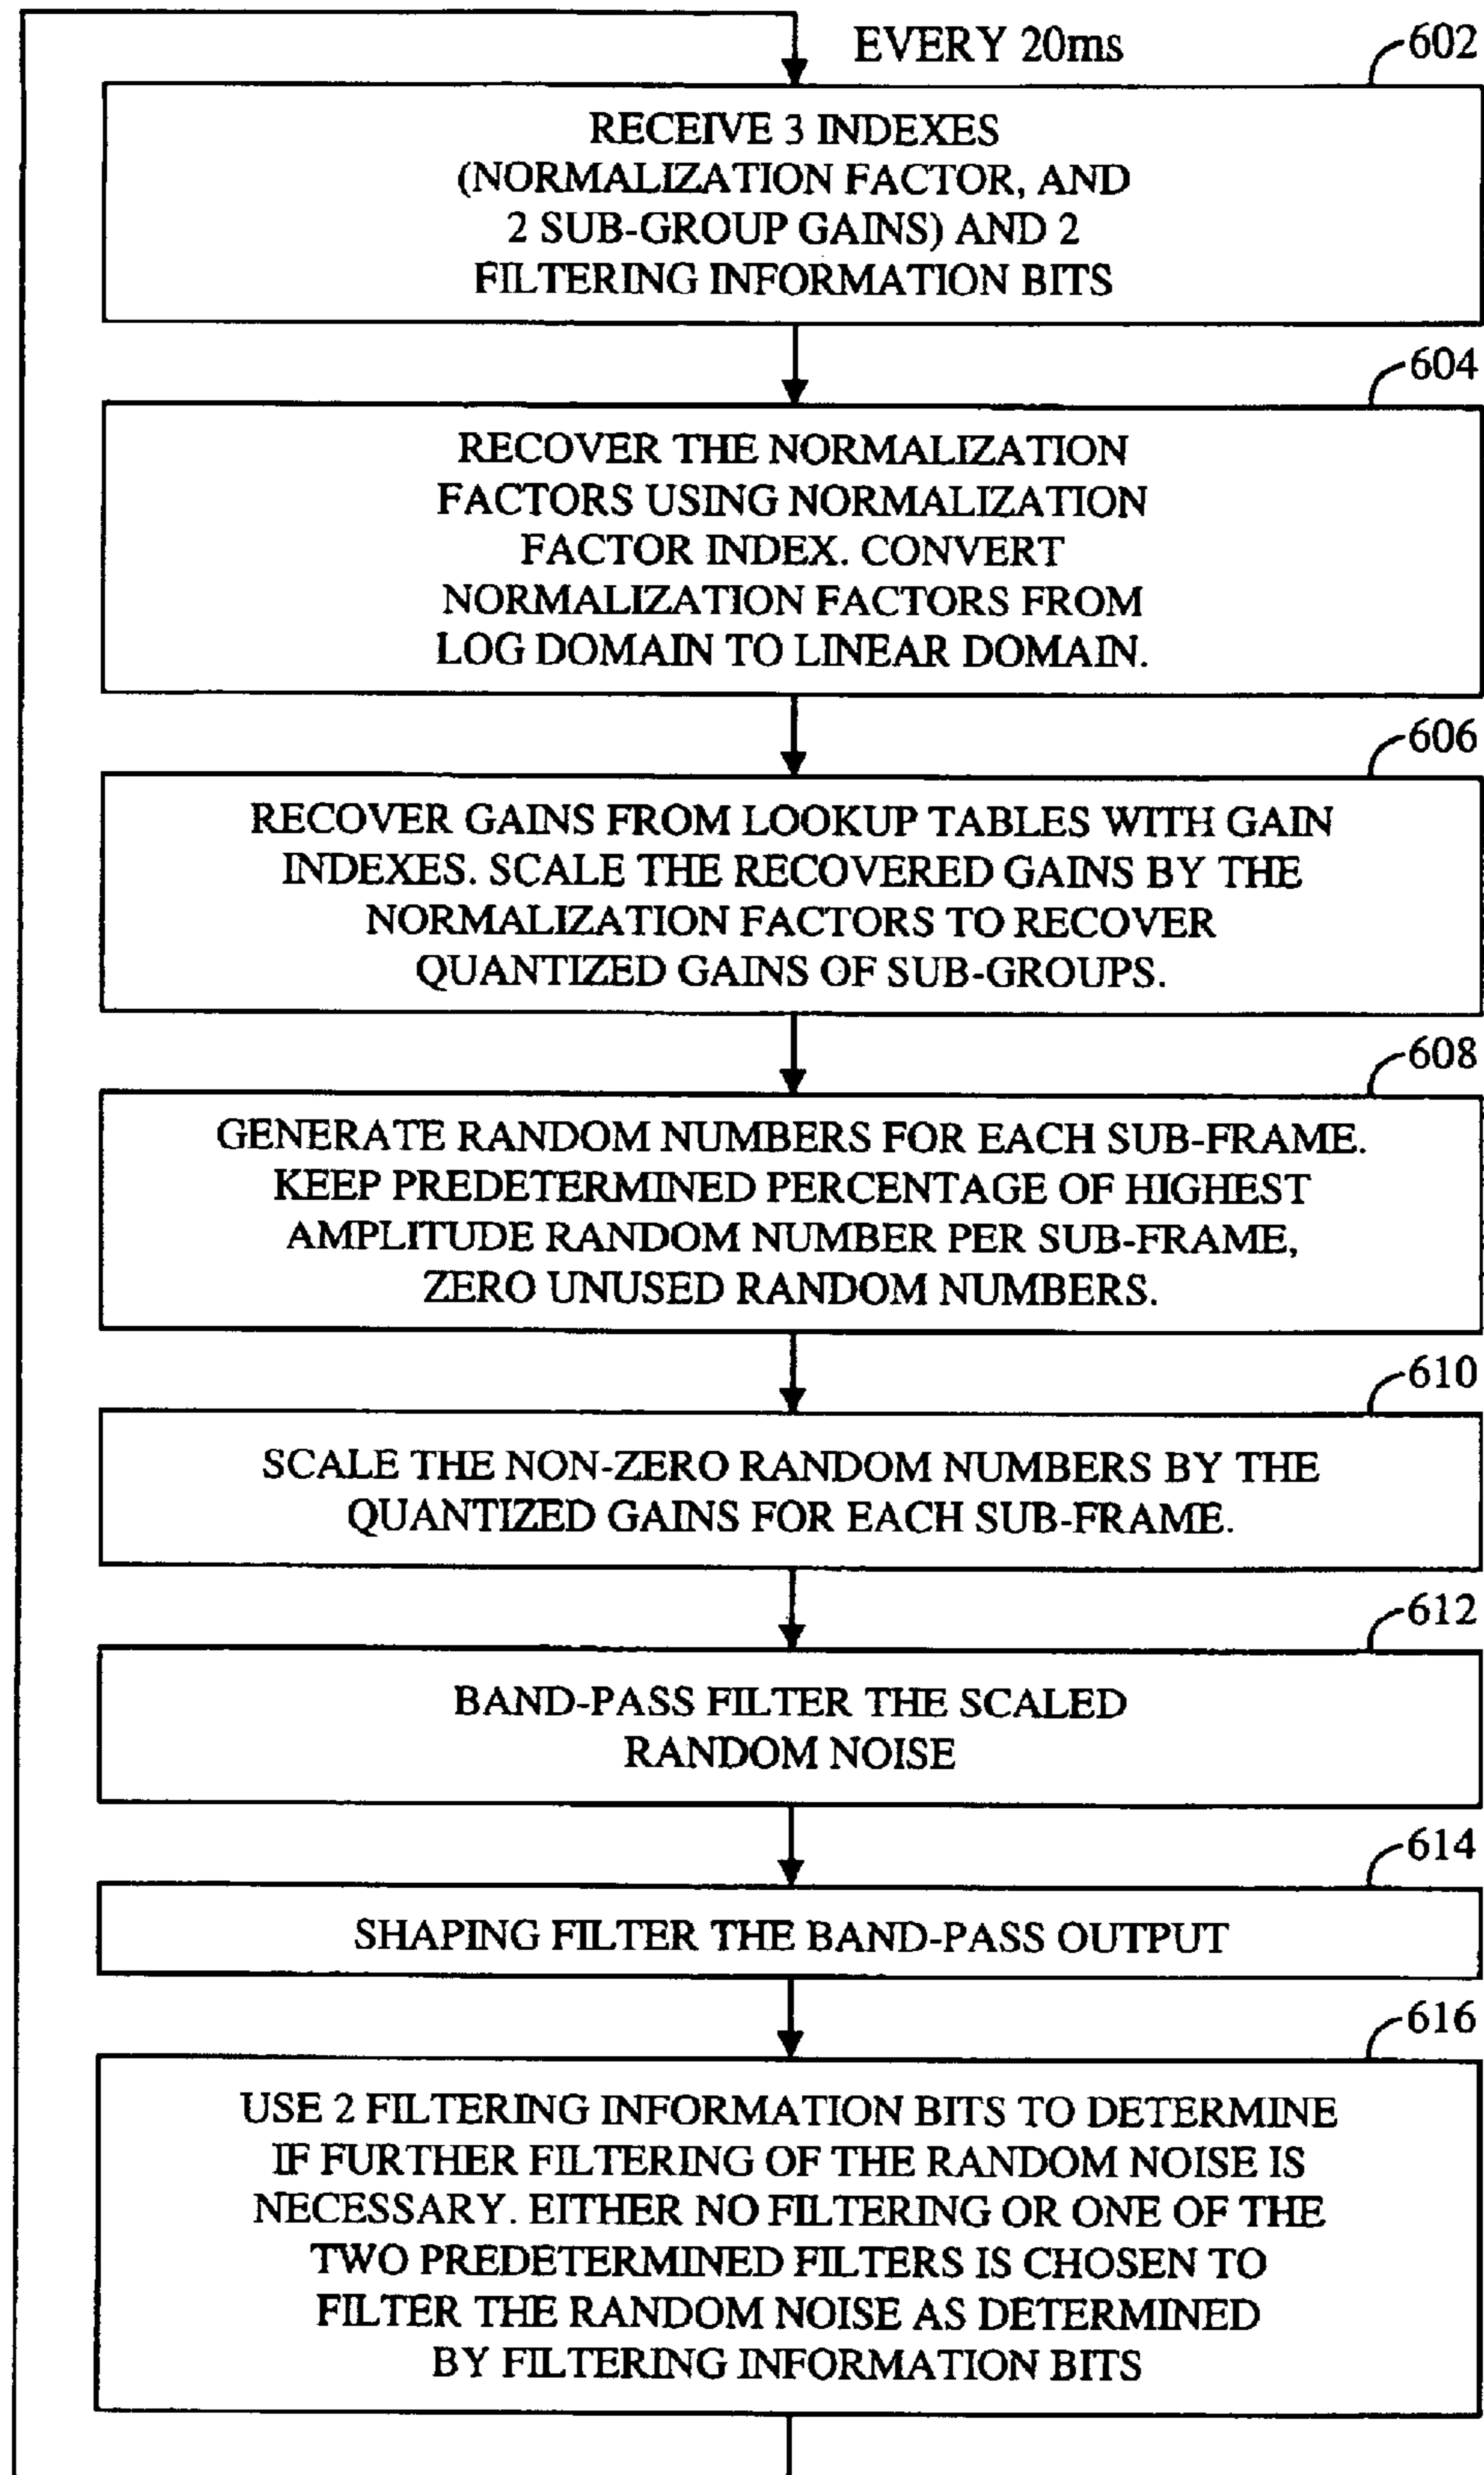 EVERY 20ms
602
RECEIVE 3 INDEXES
(NORMALIZATION FACTOR, AND
2 SUB-GROUP GAINS) AND 2
FILTERING INFORMATION BITS
604
RECOVER THE NORMALIZATION
FACTORS USING NORMALIZATION
FACTOR INDEX. CONVERT
NORMALIZATION FACTORS FROM
LOG DOMAIN TO LINEAR DOMAIN.
606
RECOVER GAINS FROM LOOKUP TABLES WITH GAIN
INDEXES. SCALE THE RECOVERED GAINS BY THE
NORMALIZATION FACTORS TO RECOVER
QUANTIZED GAINS OF SUB-GROUPS.
608
GENERATE RANDOM NUMBERS FOR EACH SUB-FRAME.
KEEP PREDETERMINED PERCENTAGE OF HIGHEST
AMPLITUDE RANDOM NUMBER PER SUB-FRAME,
ZERO UNUSED RANDOM NUMBERS.
610
SCALE THE NON-ZERO RANDOM NUMBERS BY THE
QUANTIZED GAINS FOR EACH SUB-FRAME.
612
BAND-PASS FILTER THE SCALED
RANDOM NOISE
614
SHAPING FILTER THE BAND-PASS OUTPUT
616
USE 2 FILTERING INFORMATION BITS TO DETERMINE
IF FURTHER FILTERING OF THE RANDOM NOISE IS
NECESSARY. EITHER NO FILTERING OR ONE OF THE
TWO PREDETERMINED FILTERS IS CHOSEN TO
FILTER THE RANDOM NOISE AS DETERMINED
BY FILTERING INFORMATION BITS